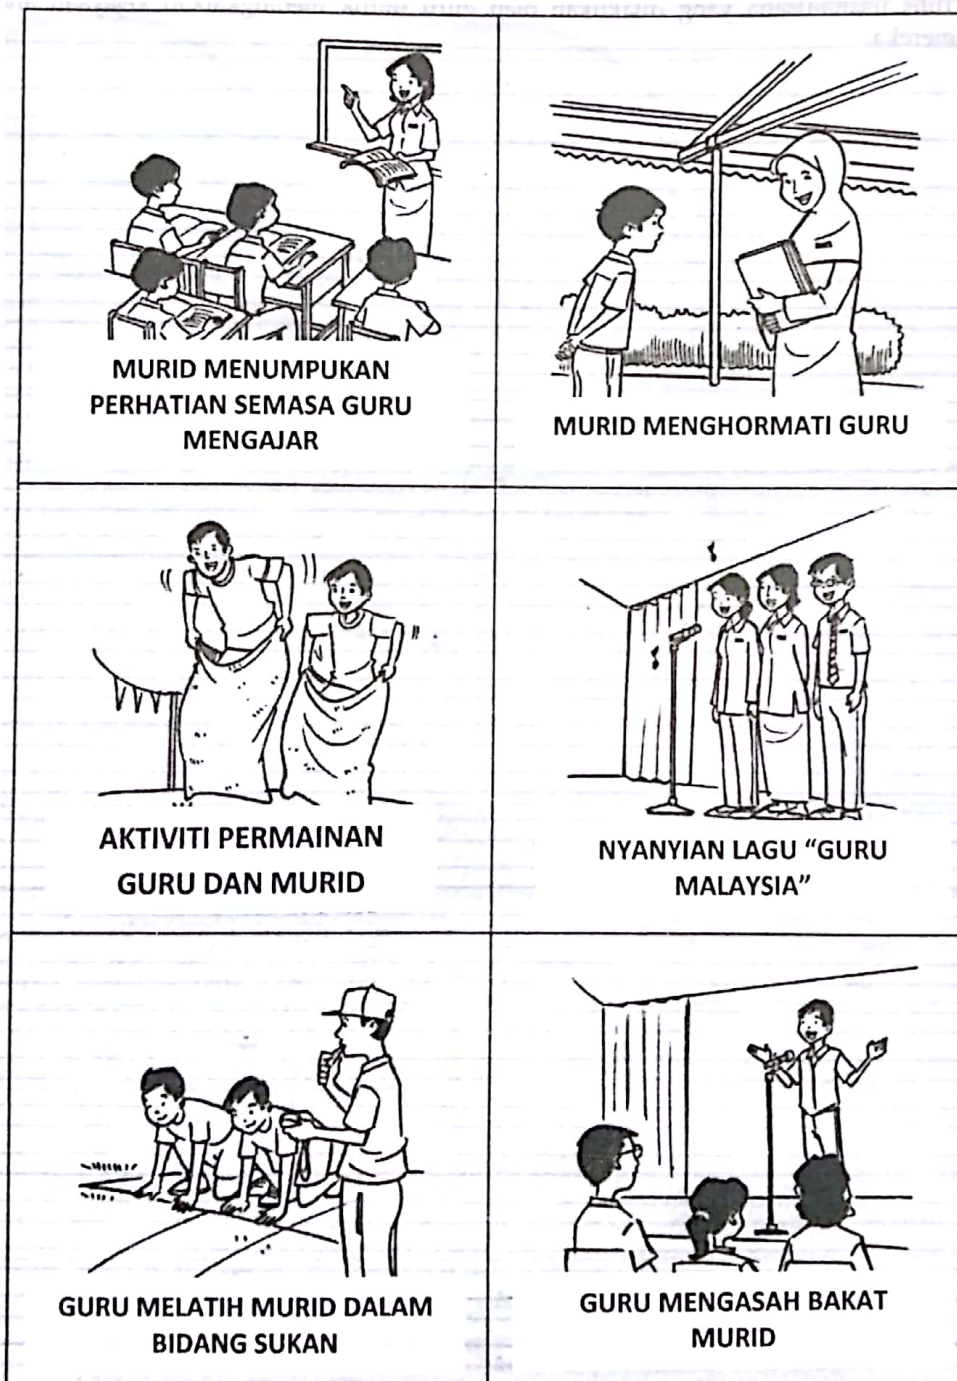 MURID MENUMPUKAN
PERHATIAN SEMASA GURU
MENGAJAR
MURID MENGHORMATI GURU
AKTIVITI PERMAINAN
GURU DAN MURID
NYANYIAN LAGU “GURU
MALAYSIA”
GURU MELATIH MURID DALAM
BIDANG SUKAN
GURU MENGASAH BAKAT
MURID